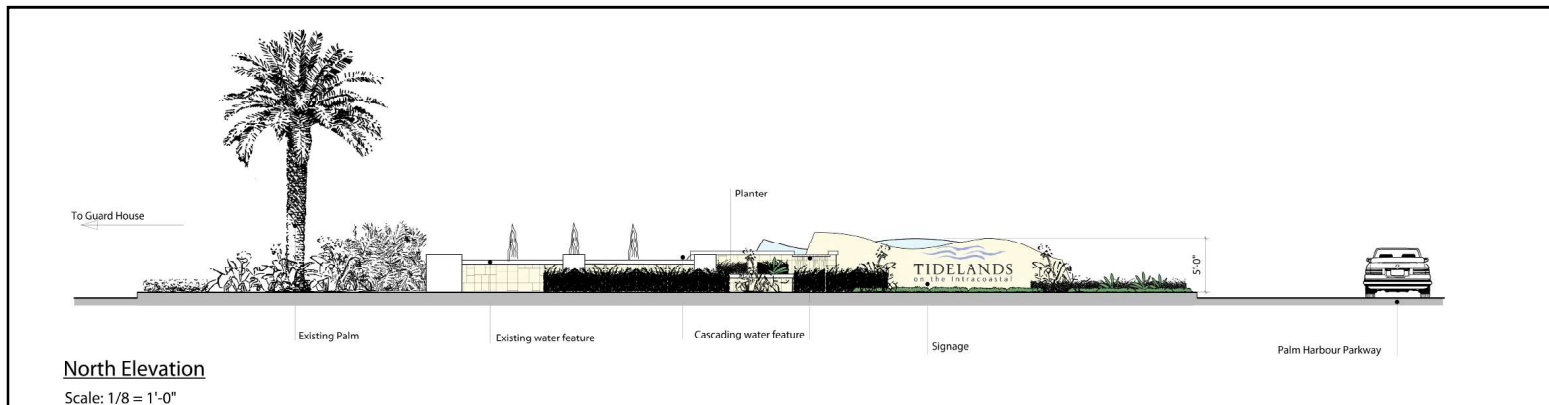 Planter
To Guard House
5'-0"
TIDELANDS
on the Intracoastal
Existing Palm
Existing water feature
Cascading water feature
Signage
Palm Harbour Parkway
North Elevation
Scale: 1/8 = 1'-0"